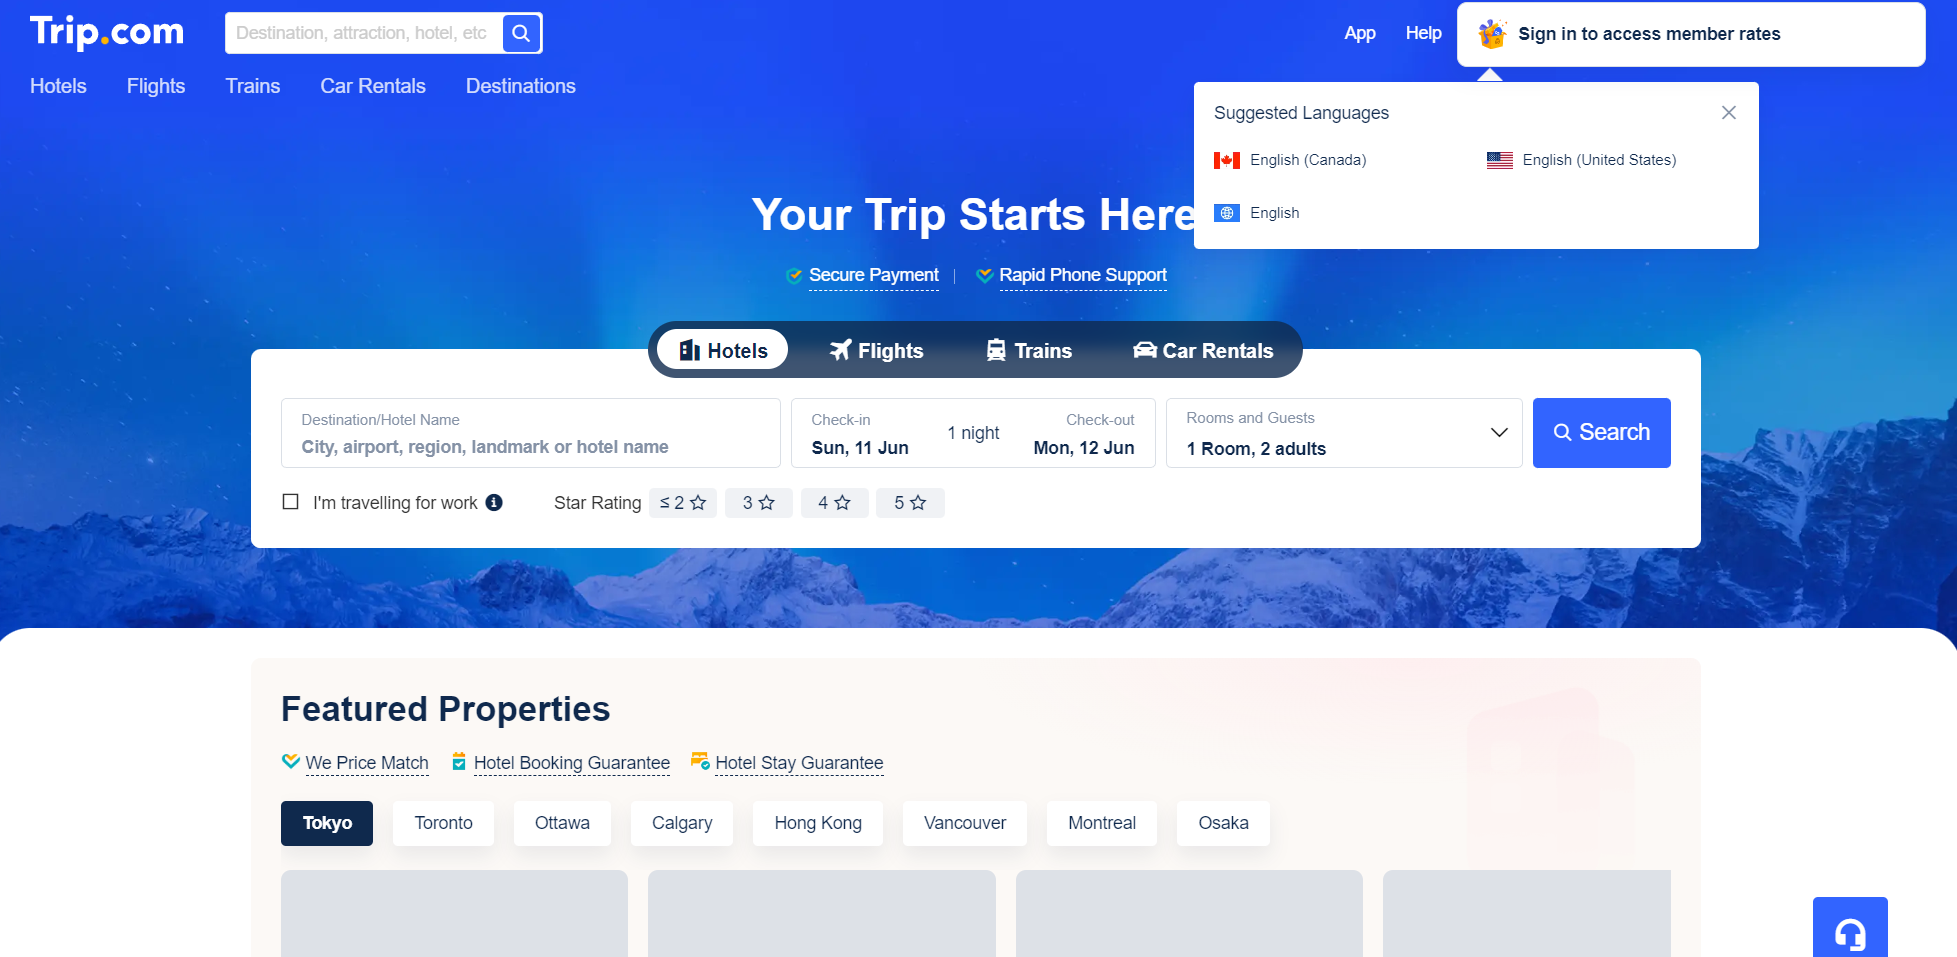 Trip.com
Destination, attraction, hotel, etc
App
Help
Sign in to access member rates
Hotels
Flights
Trains
Car Rentals
Destinations
Suggested Languages
English (Canada)
English (United States)
English
Your Trip Starts Here
Secure Payment
Rapid Phone Support
Hotels
Flights
Trains
Car Rentals
Destination/Hotel Name
City, airport, region, landmark or hotel name
Check-in
Sun, 11 Jun
1 night
Check-out
Mon, 12 Jun
Rooms and Guests
1 Room, 2 adults
Search
I'm travelling for work
Star Rating
≤ 2
3
4
5
Featured Properties
We Price Match
Hotel Booking Guarantee
Hotel Stay Guarantee
Tokyo
Toronto
Ottawa
Calgary
Hong Kong
Vancouver
Montreal
Osaka